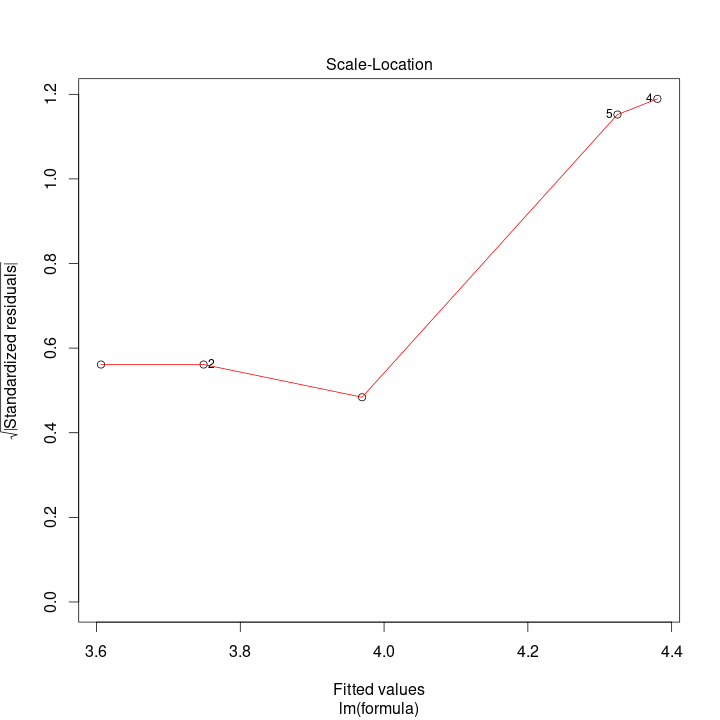 Scale-Location
√|Standardized residuals|
1.2
1.0
0.8
0.6
0.4
0.2
0.0
4
5
2
3.6 3.8 4.0 4.2 4.4
Fitted values
lm(formula)